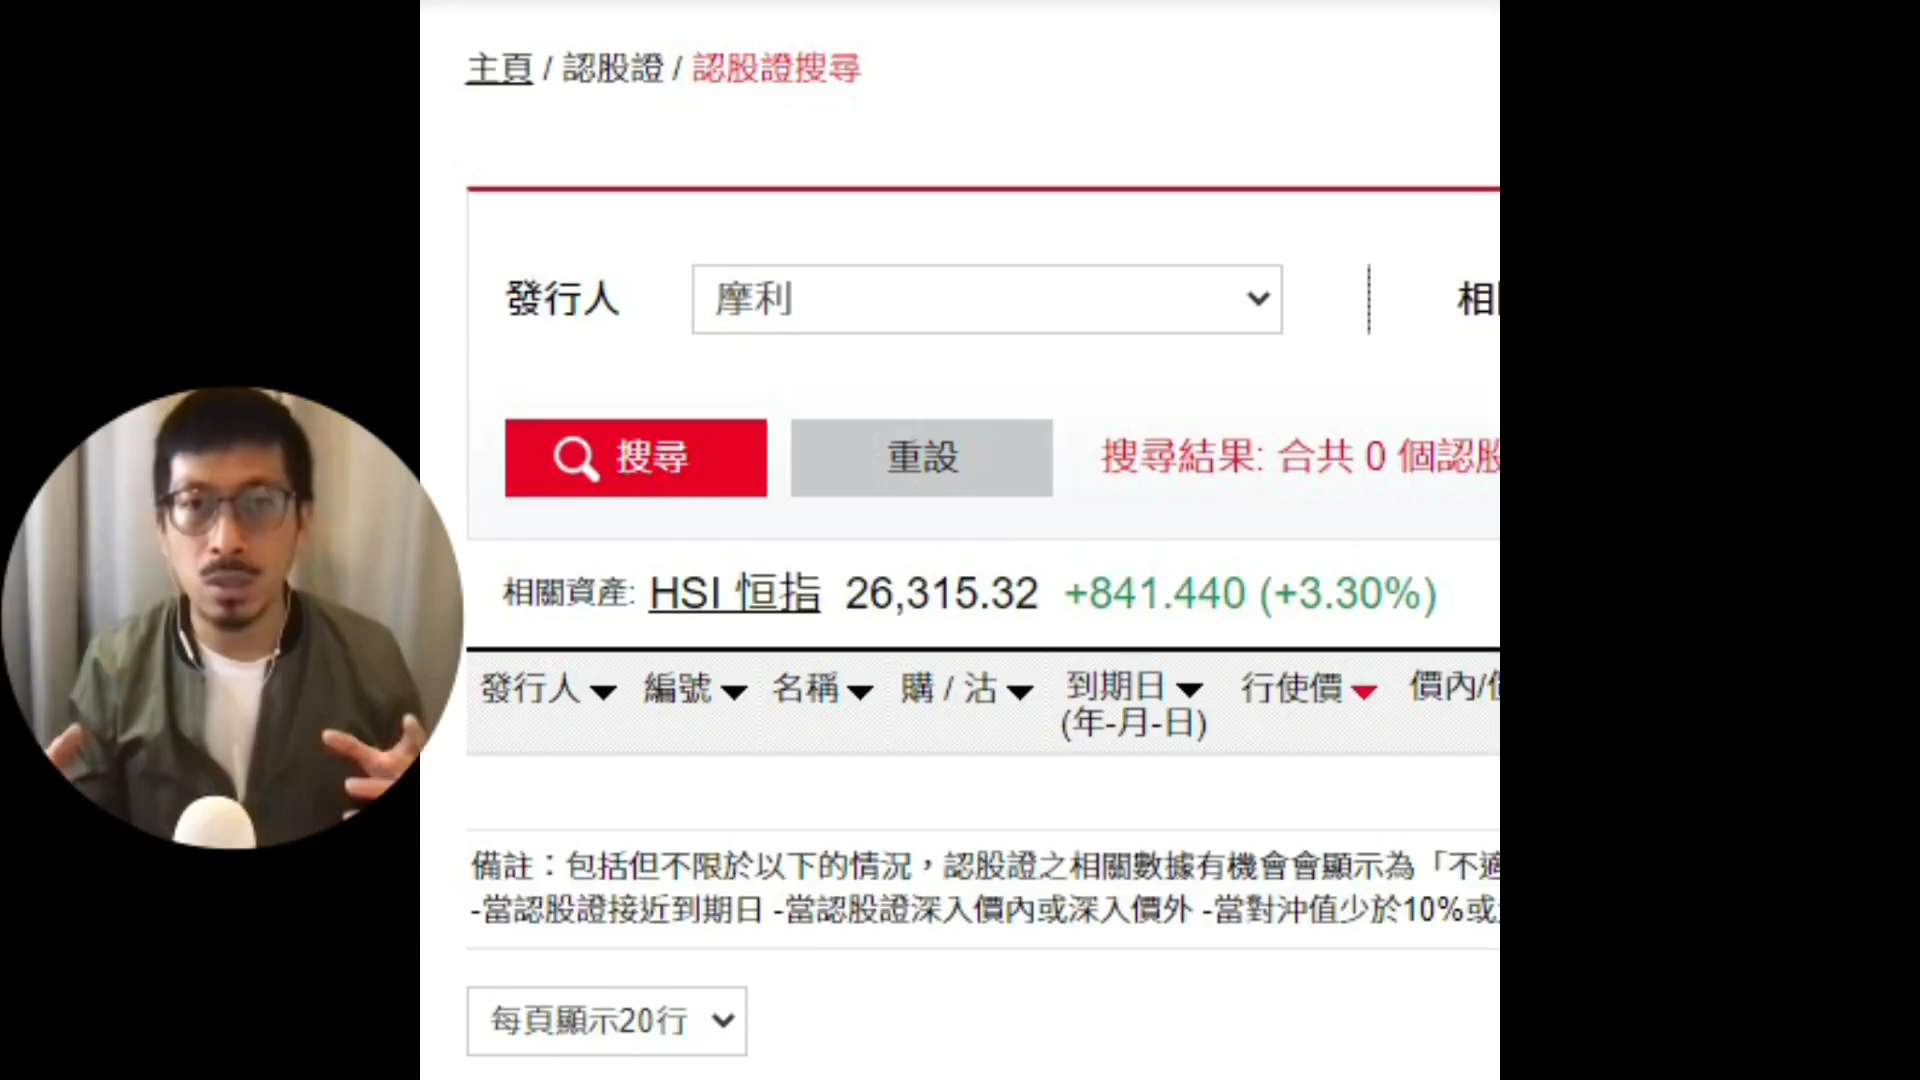 主頁 / 認股證 / 認股證搜尋
發行人 摩利
搜尋 重設 搜尋結果: 合共 0 個認股
相關資產: HSI 恒指 26,315.32 +841.440 (+3.30%)
發行人 編號 名稱 購 / 沽 到期日 行使價 價內/
(年-月-日)
備註：包括但不限於以下的情況，認股證之相關數據有機會會顯示為「不適
-當認股證接近到期日 -當認股證深入價內或深入價外 -當對沖值少於10%或
每頁顯示20行